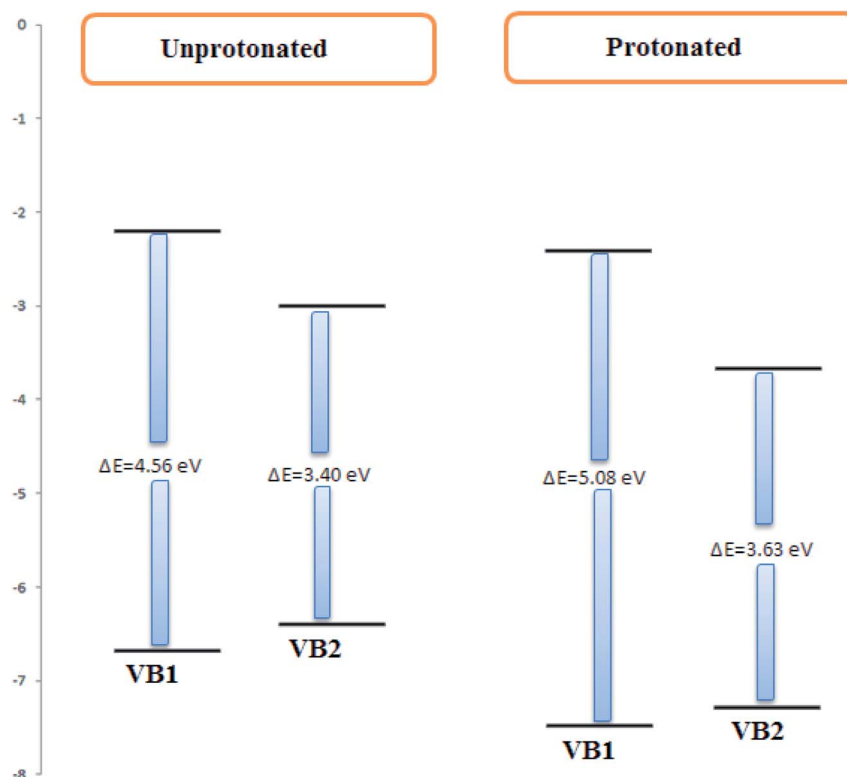 Unprotonated
Protonated
0
-1
-2
-3
-4
-5
-6
-7
-8
ΔE=4.56 eV
ΔE=3.40 eV
ΔE=5.08 eV
ΔE=3.63 eV
VB1
VB2
VB1
VB2